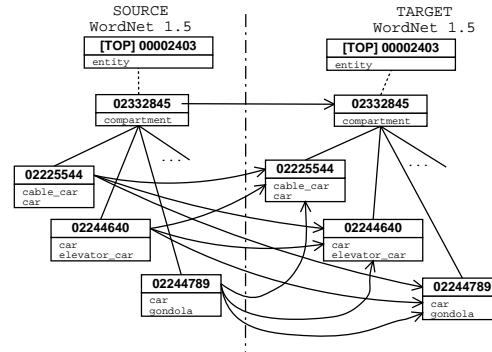 SOURCE
WordNet 1.5
[TOP] 00002403
entity
02332845
compartment
...
02225544
cable_car
car
02244640
car
elevator_car
02244789
car
gondola
TARGET
WordNet 1.5
[TOP] 00002403
entity
02332845
compartment
...
02225544
cable_car
car
02244640
car
elevator_car
02244789
car
gondola